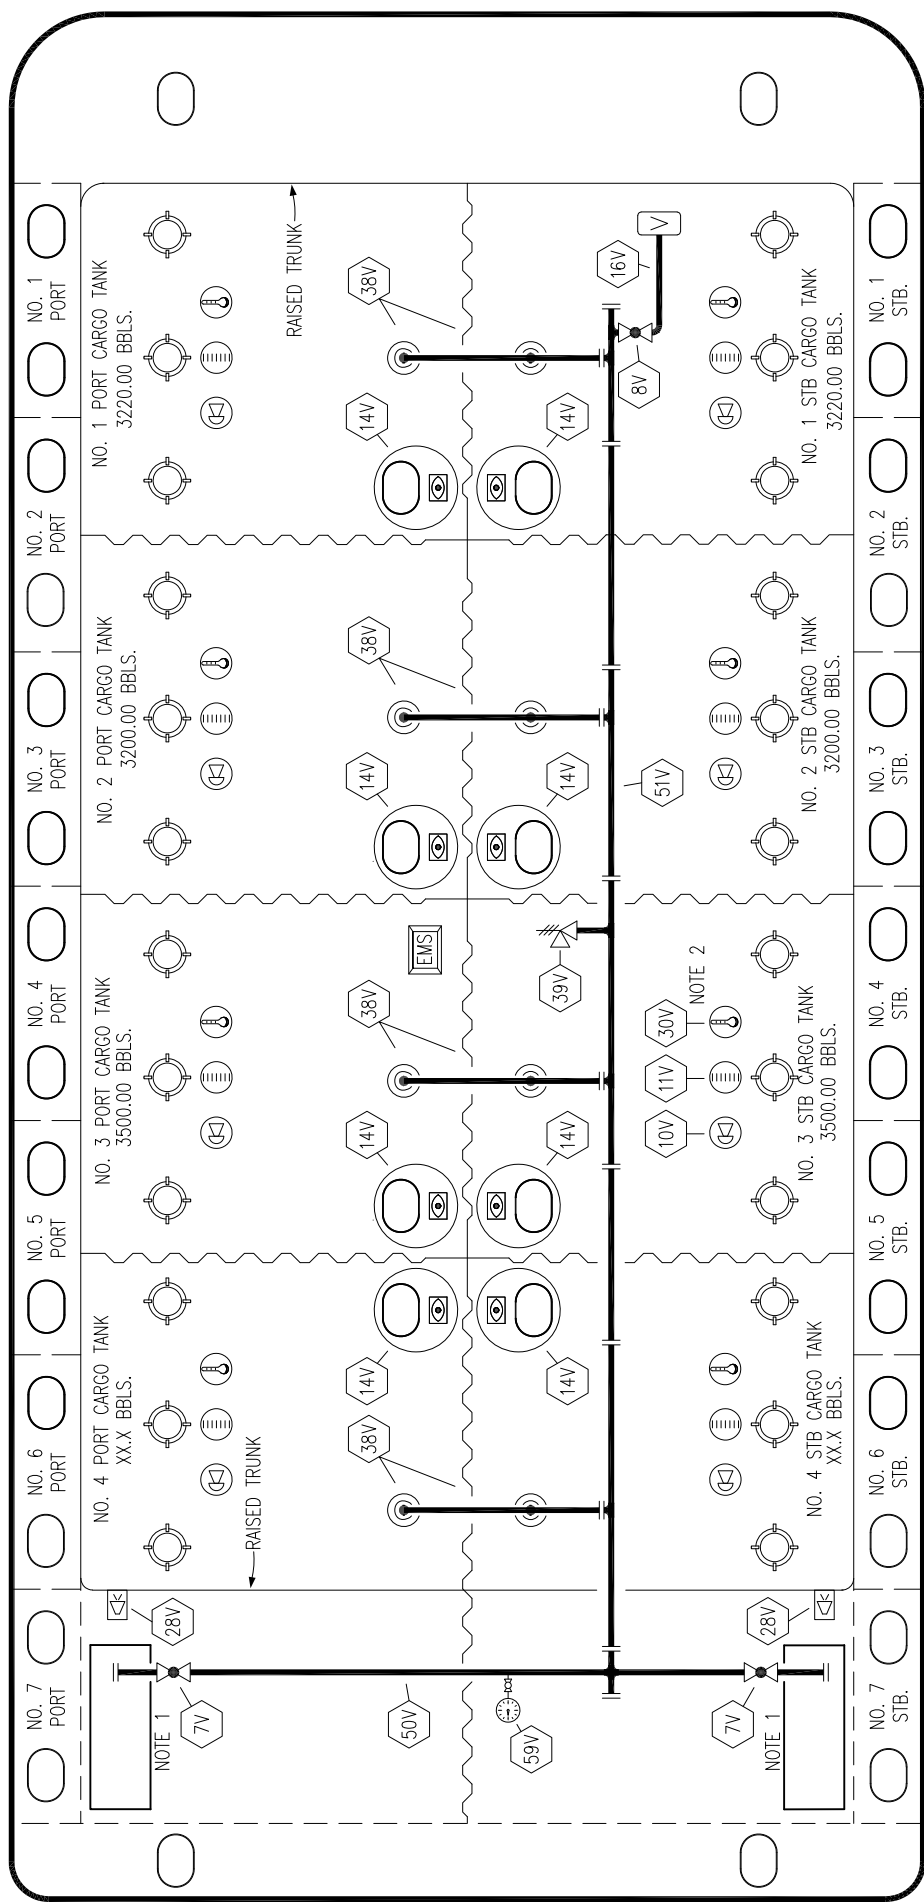 NO. 7
PORT
NO. 6
PORT
NO. 5
PORT
NO. 4
PORT
NO. 3
PORT
NO. 2
PORT
NO. 1
PORT
NO. 4 PORT CARGO TANK
XX.X BBLS.
NO. 3 PORT CARGO TANK
3500.00 BBLS.
NO. 2 PORT CARGO TANK
3200.00 BBLS.
NO. 1 PORT CARGO TANK
3220.00 BBLS.
28V
NOTE 1
7V
RAISED TRUNK
RAISED TRUNK
14V
38V
14V
38V
14V
38V
14V
38V
50V
EMS
59V
14V
14V
39V
14V
14V
16V
V
8V
51V
10V
11V
30V
NOTE 2
7V
NOTE 1
28V
NO. 4 STB CARGO TANK
XX.X BBLS.
NO. 3 STB CARGO TANK
3500.00 BBLS.
NO. 2 STB CARGO TANK
3200.00 BBLS.
NO. 1 STB CARGO TANK
3220.00 BBLS.
NO. 7
STB.
NO. 6
STB.
NO. 5
STB.
NO. 4
STB.
NO. 3
STB.
NO. 2
STB.
NO. 1
STB.